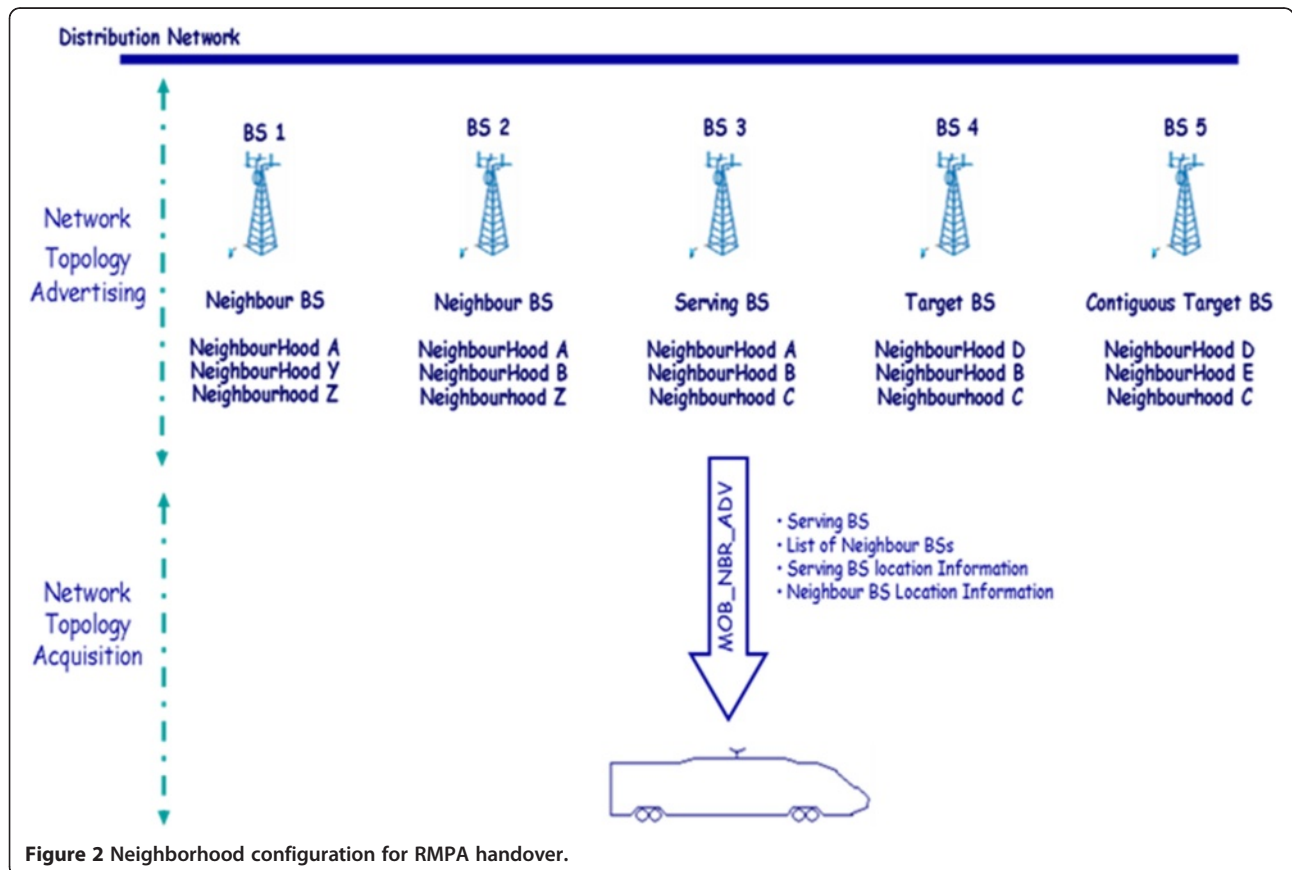 Distribution Network
BS 1
BS 2
BS 3
BS 4
BS 5
Network
Topology
Advertising
Neighbour BS
Neighbour BS
Serving BS
Target BS
Contiguous Target BS
NeighbourHood A
NeighbourHood Y
Neighbourhood Z
NeighbourHood A
NeighbourHood B
Neighbourhood Z
NeighbourHood A
NeighbourHood B
Neighbourhood C
NeighbourHood D
NeighbourHood B
Neighbourhood C
NeighbourHood D
NeighbourHood E
Neighbourhood C
MOB_NBR_ADV
• Serving BS
• List of Neighbour BSs
• Serving BS location Information
• Neighbour BS Location Information
Network
Topology
Acquisition
Figure 2 Neighborhood configuration for RMPA handover.